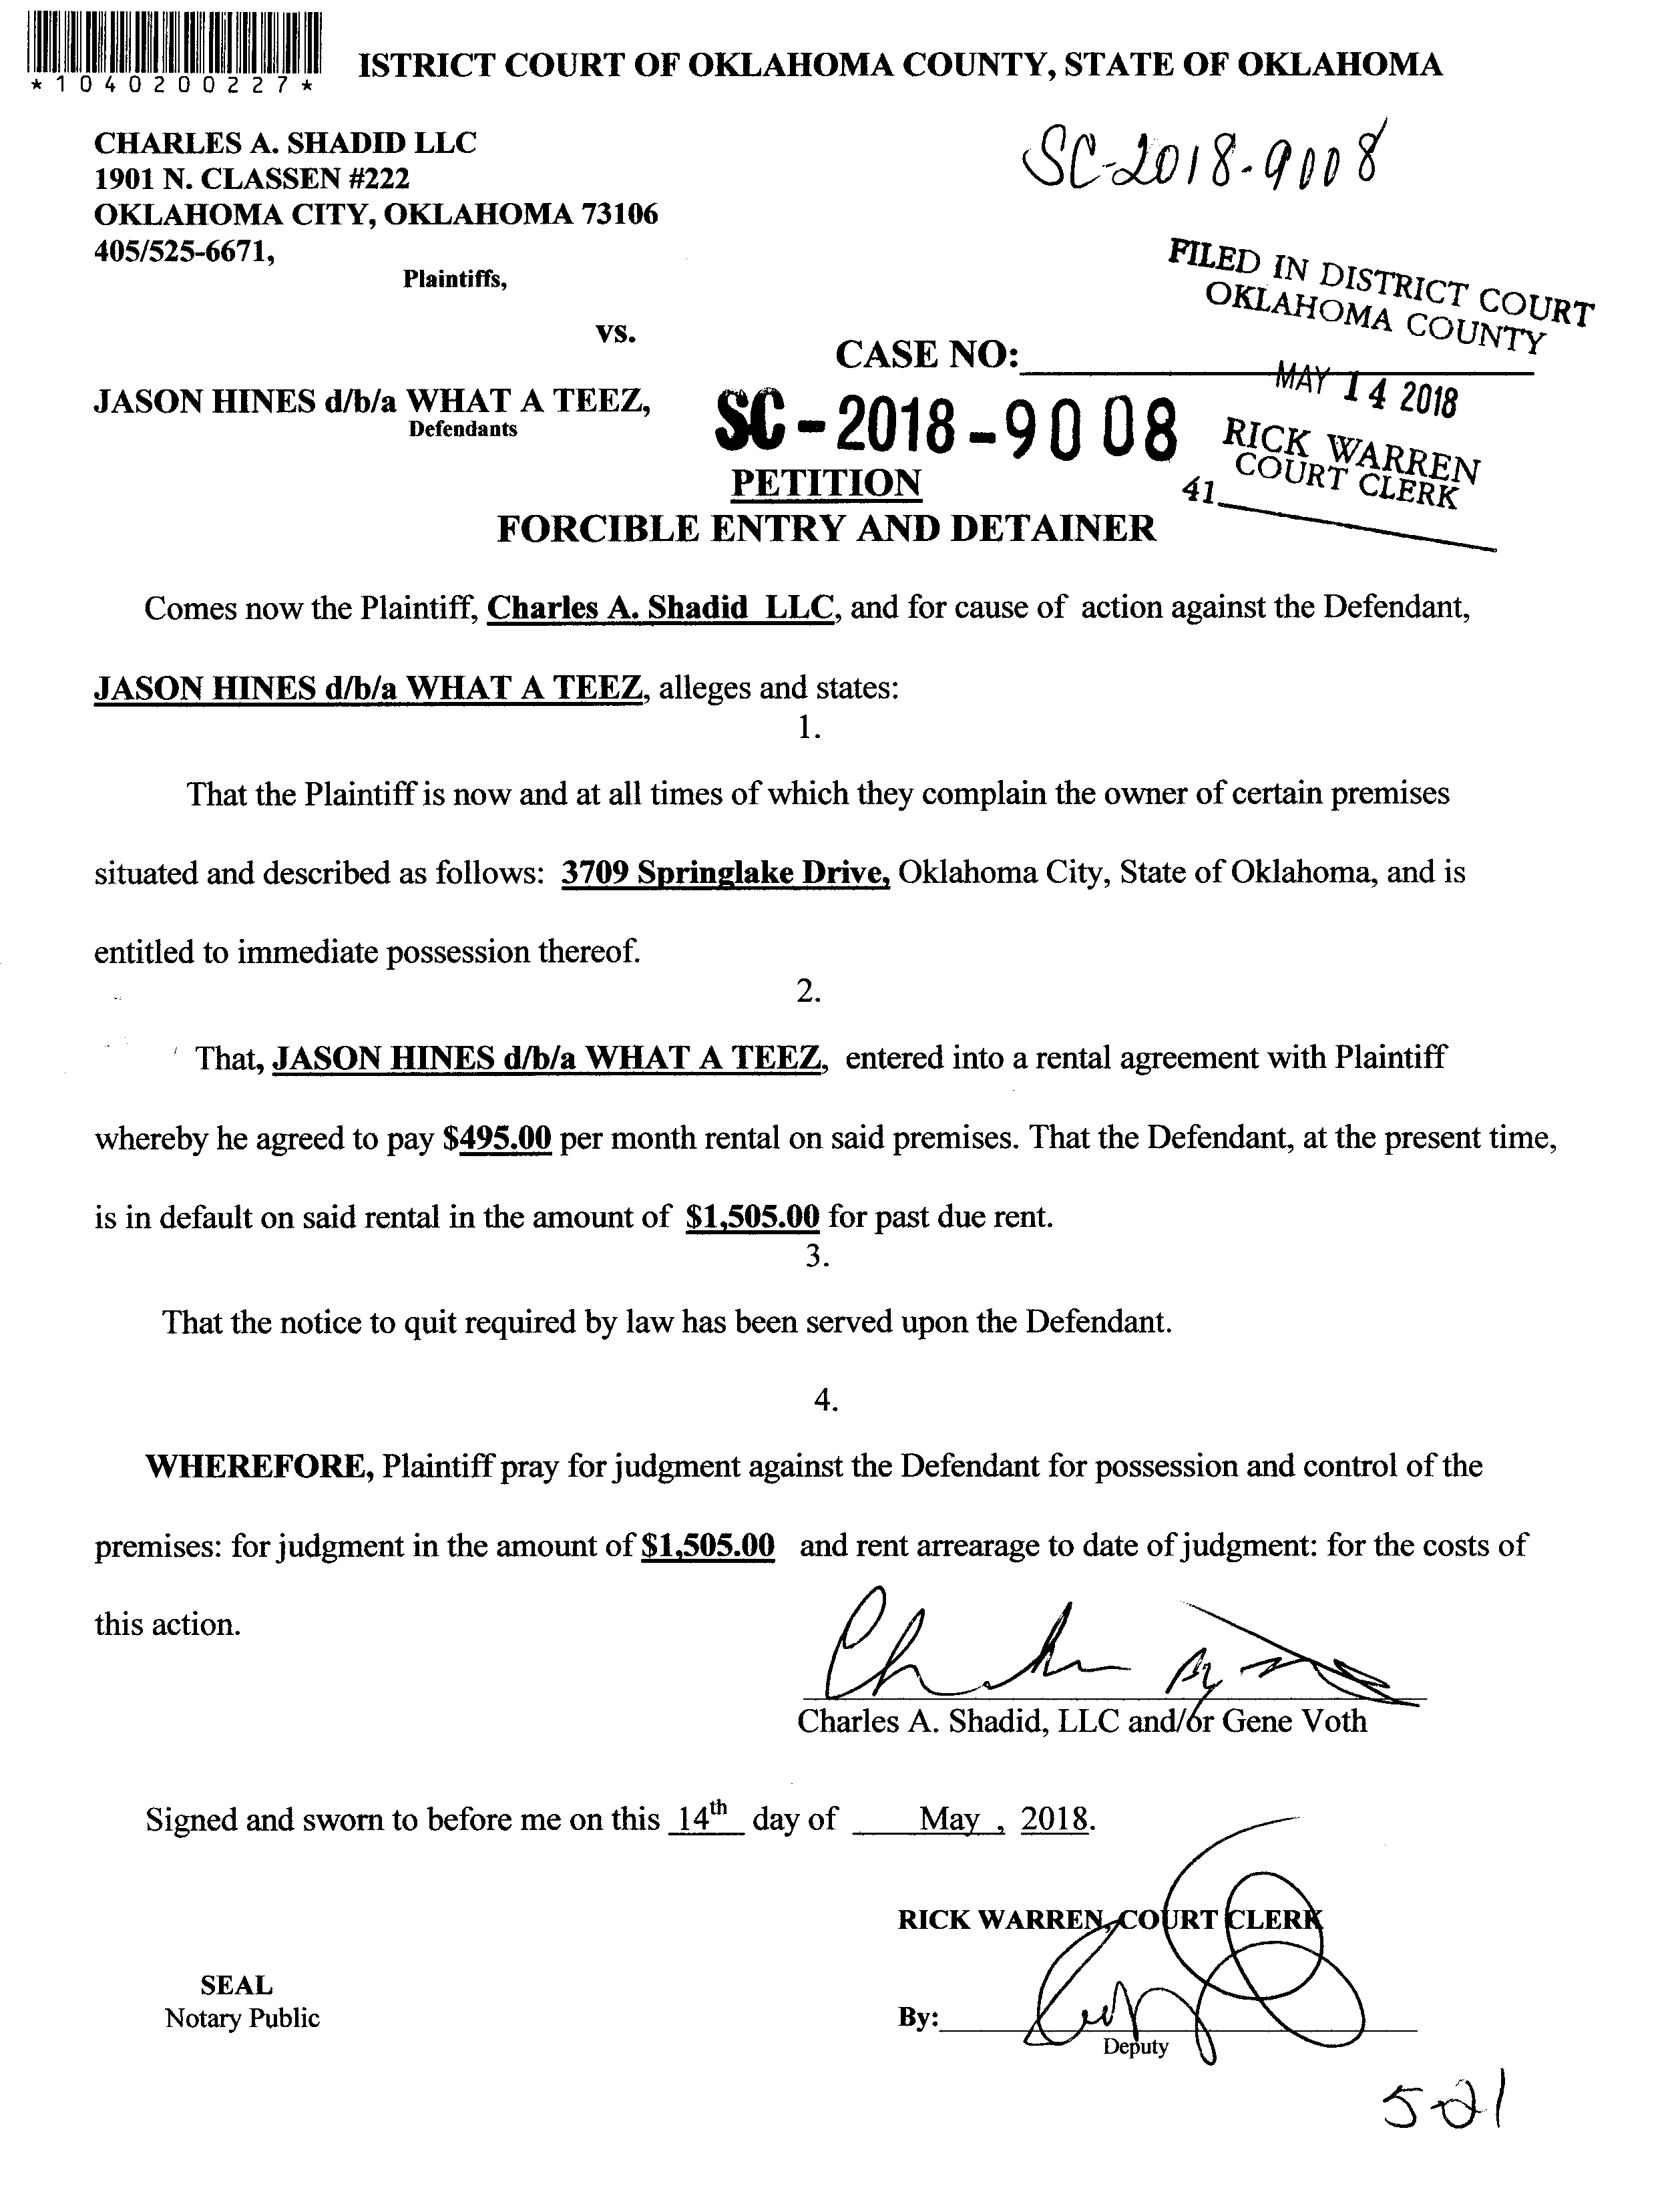 *1040200227*
ISTRICT COURT OF OKLAHOMA COUNTY, STATE OF OKLAHOMA
CHARLES A. SHADID LLC
1901 N. CLASSEN #222
OKLAHOMA CITY, OKLAHOMA 73106
405/525-6671,
Plaintiffs,
SC-2018-9008
FILED IN DISTRICT COURT
OKLAHOMA COUNTY
vs.
CASE NO:
MAY 14 2018
JASON HINES d/b/a WHAT A TEEZ,
Defendants
SC-2018-9008
RICK WARREN
COURT CLERK
41
PETITION
FORCIBLE ENTRY AND DETAINER
Comes now the Plaintiff, Charles A. Shadid LLC, and for cause of action against the Defendant,
JASON HINES d/b/a WHAT A TEEZ, alleges and states:
1.
That the Plaintiff is now and at all times of which they complain the owner of certain premises
situated and described as follows: 3709 Springlake Drive, Oklahoma City, State of Oklahoma, and is
entitled to immediate possession thereof.
2.
That, JASON HINES d/b/a WHAT A TEEZ, entered into a rental agreement with Plaintiff
whereby he agreed to pay $495.00 per month rental on said premises. That the Defendant, at the present time,
is in default on said rental in the amount of $1,505.00 for past due rent.
3.
That the notice to quit required by law has been served upon the Defendant.
4.
WHEREFORE, Plaintiff pray for judgment against the Defendant for possession and control of the
premises: for judgment in the amount of $1,505.00 and rent arrearage to date of judgment: for the costs of
this action.
Charles A. Shadid, LLC and/or Gene Voth
Signed and sworn to before me on this 14th day of May , 2018.
RICK WARREN, COURT CLERK
SEAL
Notary Public
By:
Deputy
5-21